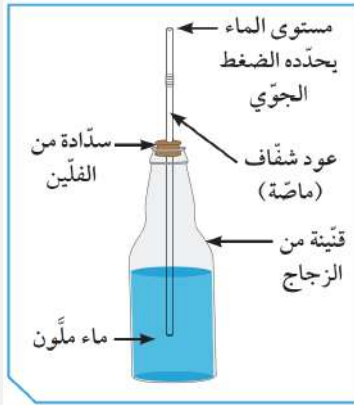 مستوى الماء
يحدّده الضغط
الجوّي
سدّادة من
الفلّين
عود شفّاف
(ماصّة)
قنّينة من
الزجاج
ماء ملَّون